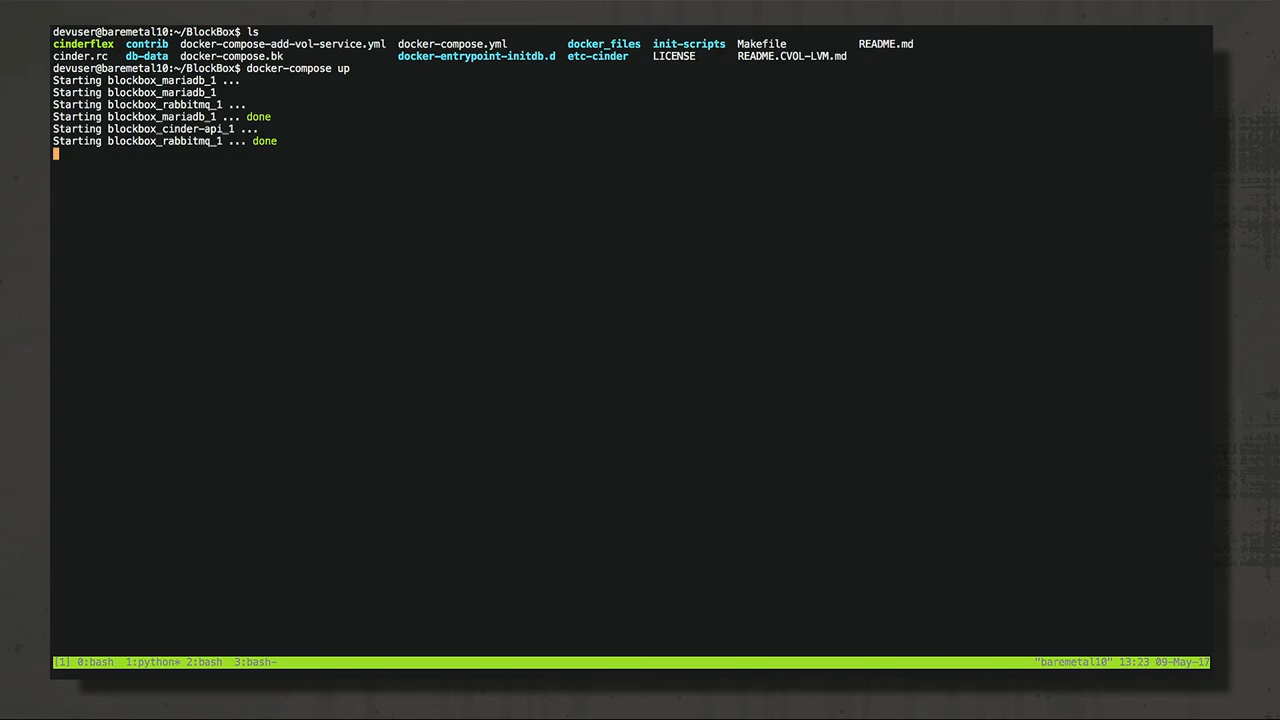 devuser@baremetal10:~/BlockBox$ ls
cinderflex  contrib  docker-compose-add-vol-service.yml  docker-compose.yml  docker_files  init-scripts  Makefile  README.md
cinder.rc  db-data  docker-compose.bk  docker-entrypoint-initdb.d  etc-cinder  LICENSE  README.CVOL-LVM.md
devuser@baremetal10:~/BlockBox$ docker-compose up
Starting blockbox_mariadb_1 ...
Starting blockbox_mariadb_1
Starting blockbox_rabbitmq_1 ...
Starting blockbox_mariadb_1 ... done
Starting blockbox_cinder-api_1 ...
Starting blockbox_rabbitmq_1 ... done
[1] 0:bash  1:python* 2:bash  3:bash-  "baremetal10" 13:23 09-May-17